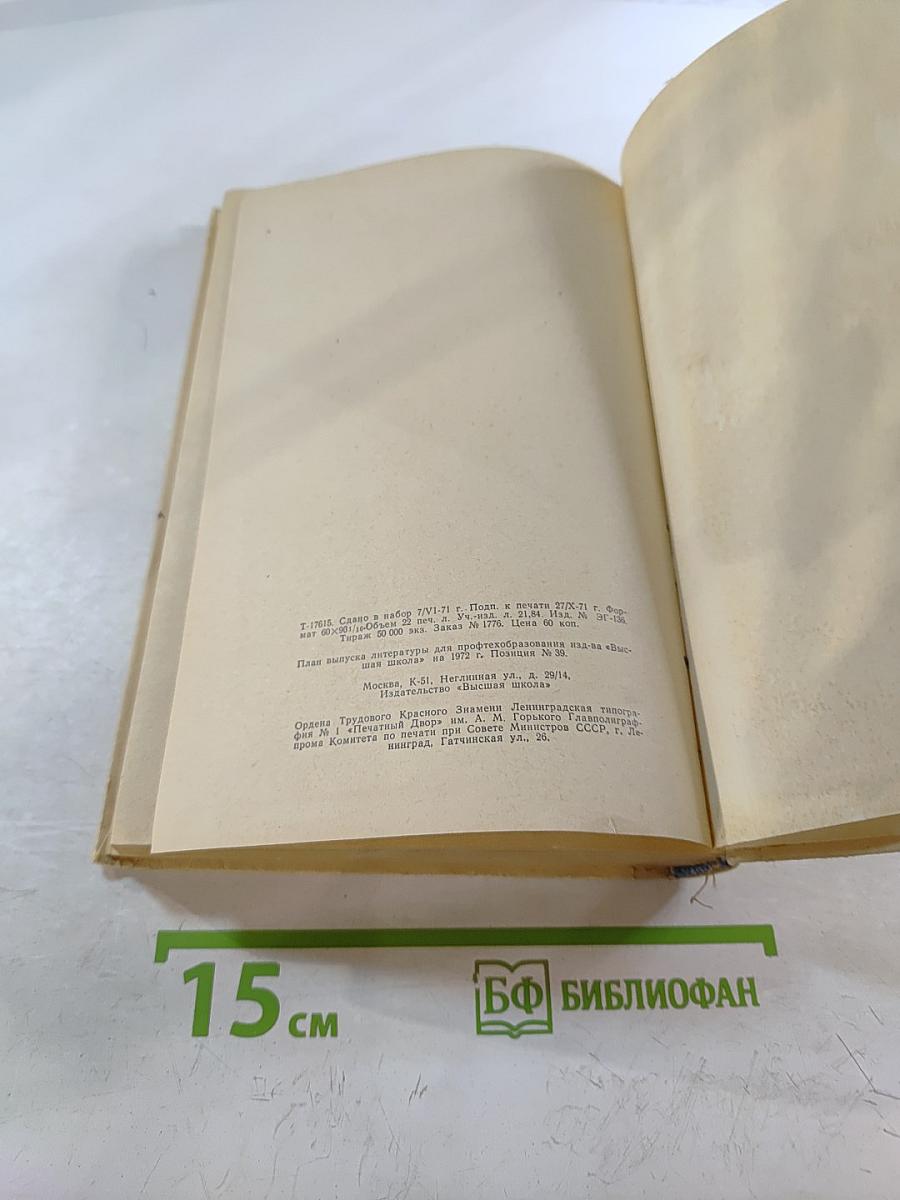 Т-17615. Сдано в набор 7/VI-71 г. Подп. к печати 27/X-71 г. Фор-
мат 60×901/16. Объем 22 печ. л. Уч.-изд. л. 21,84. Изд. № ЭГ-136.
Тираж 50 000 экз. Заказ № 1776. Цена 60 коп.
План выпуска литературы для профтехобразования изд-ва «Выс-
шая школа» на 1972 г. Позиция № 39.
Москва, К-51, Неглинная ул., д. 29/14,
Издательство «Высшая школа»
Ордена Трудового Красного Знамени Ленинградская типогра-
фия № 1 «Печатный Двор» им. А. М. Горького Главполиграф-
прома Комитета по печати при Совете Министров СССР, г. Ле-
нинград, Гатчинская ул., 26.
15 см
БФ БИБЛИОФАН